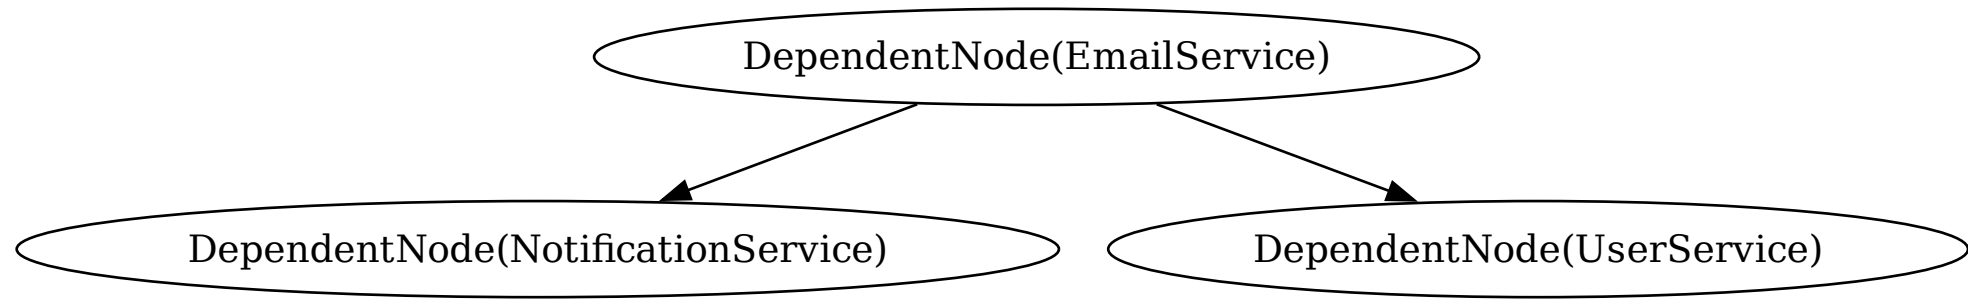 DependentNode(EmailService)
DependentNode(NotificationService)
DependentNode(UserService)